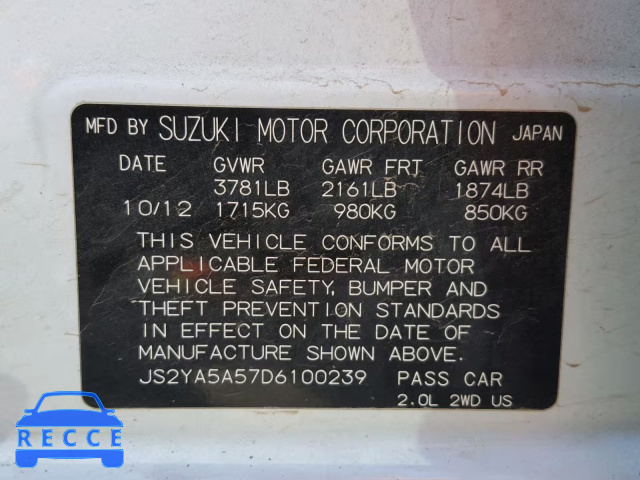 MFD BY SUZUKI MOTOR CORPORATION JAPAN
DATE GVWR GAWR FRT GAWR RR
3781LB 2161LB 1874LB
10/12 1715KG 980KG 850KG
THIS VEHICLE CONFORMS TO ALL
APPLICABLE FEDERAL MOTOR
VEHICLE SAFETY, BUMPER AND
THEFT PREVENTION STANDARDS
IN EFFECT ON THE DATE OF
MANUFACTURE SHOWN ABOVE.
JS2YA5A57D6100239 PASS CAR
2.0L 2WD US
RECCE